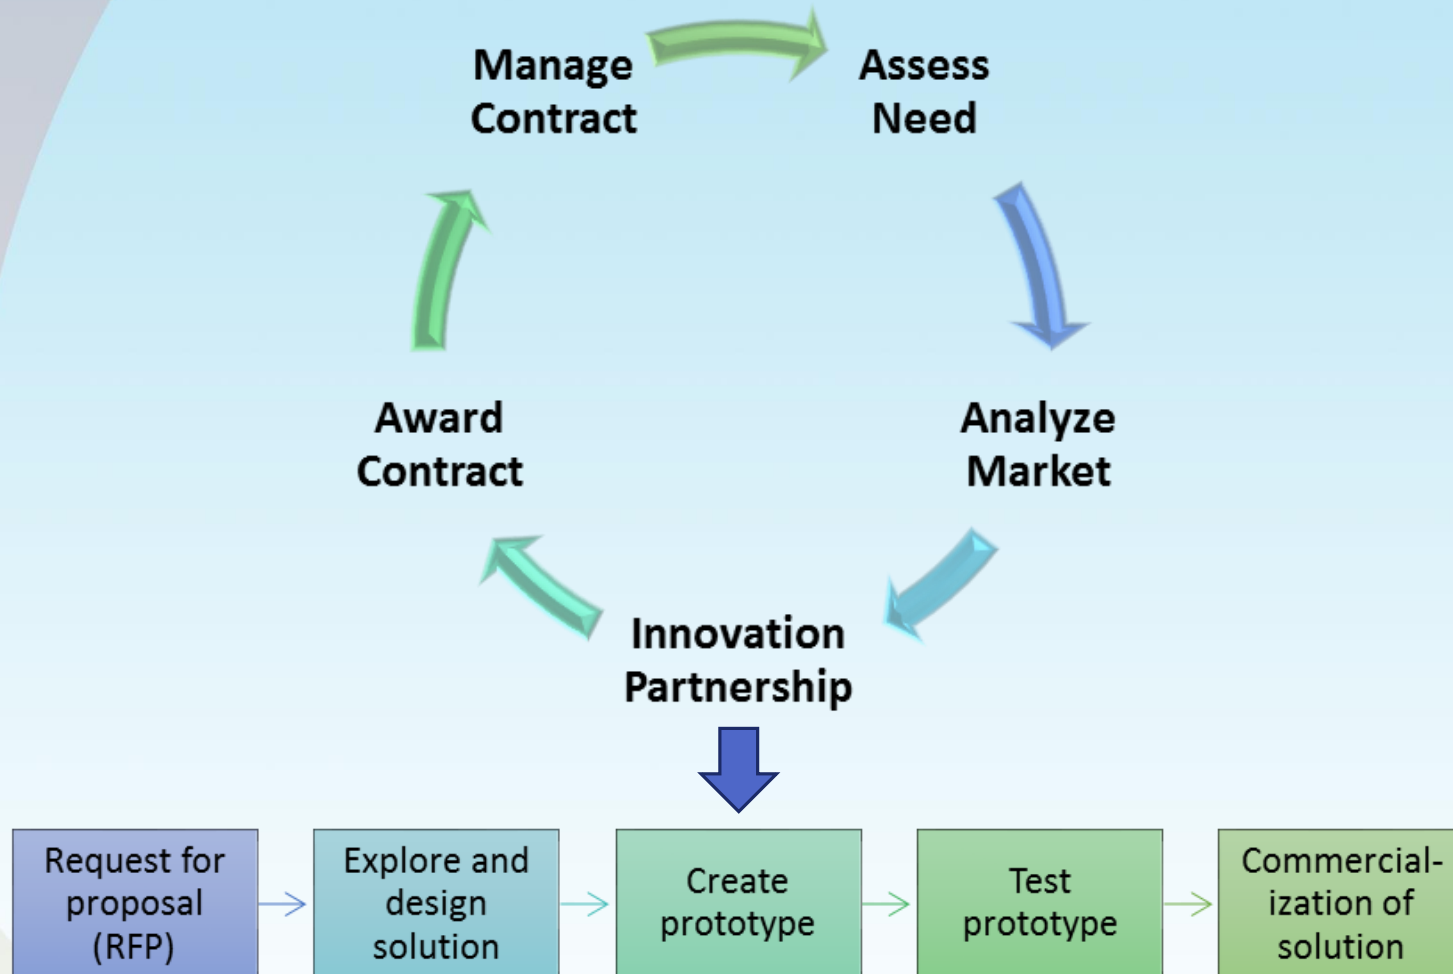 Manage
Contract
Assess
Need
Analyze
Market
Innovation
Partnership
Award
Contract
Request for
proposal
(RFP)
Explore and
design
solution
Create
prototype
Test
prototype
Commercial-
ization of
solution